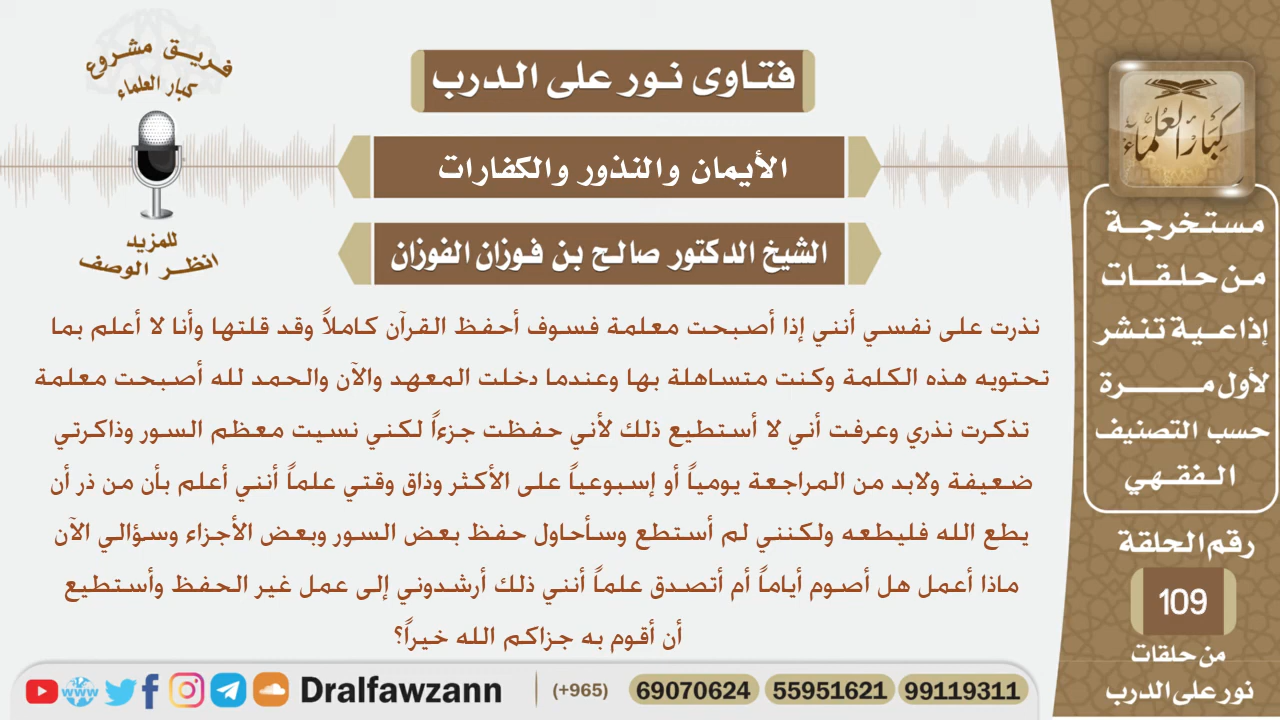 فريق مشروع
كبار العلماء
للمزيد
انظر الوصف
فتاوى نور على الدرب
الأيمان والنذور والكفارات
الشيخ الدكتور صالح بن فوزان الفوزان
نذرت على نفسي أنني إذا أصبحت معلمة فسوف أحفظ القرآن كاملاً وقد قلتها وأنا لا أعلم بما
تحتويه هذه الكلمة وكنت متساهلة بها وعندما دخلت المعهد والآن والحمد لله أصبحت معلمة
تذكرت نذري وعرفت أني لا أستطيع ذلك لأني حفظت جزءاً لكني نسيت معظم السور وذاكرتي
ضعيفة ولابد من المراجعة يومياً أو إسبوعياً على الأكثر وذاق وقتي علماً أنني أعلم بأن من ذر أن
يطع الله فليطعه ولكنني لم أستطع وسأحاول حفظ بعض السور وبعض الأجزاء وسؤالي الآن
ماذا أعمل هل أصوم أياماً أم أتصدق علماً أنني ذلك أرشدوني إلى عمل غير الحفظ وأستطيع
أن أقوم به جزاكم الله خيراً؟
كبار العلماء
مستخرجة
من حلقات
إذاعية تنشر
لأول مرة
حسب التصنيف
الفقهي
رقم الحلقة
109
من حلقات
نور على الدرب
Dralfawzann (+965) 69070624 55951621 99119311